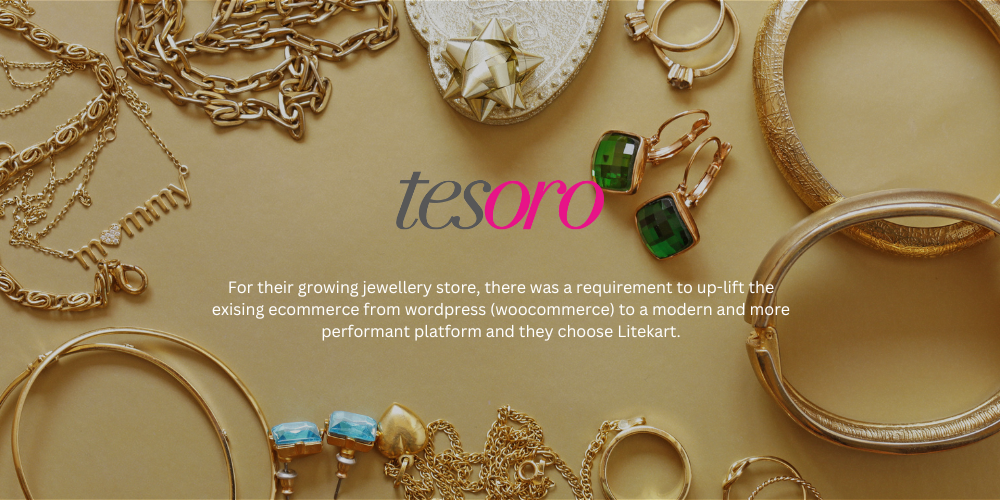 mommy
tesoro
For their growing jewellery store, there was a requirement to up-lift the
exising ecommerce from wordpress (woocommerce) to a modern and more
performant platform and they choose Litekart.